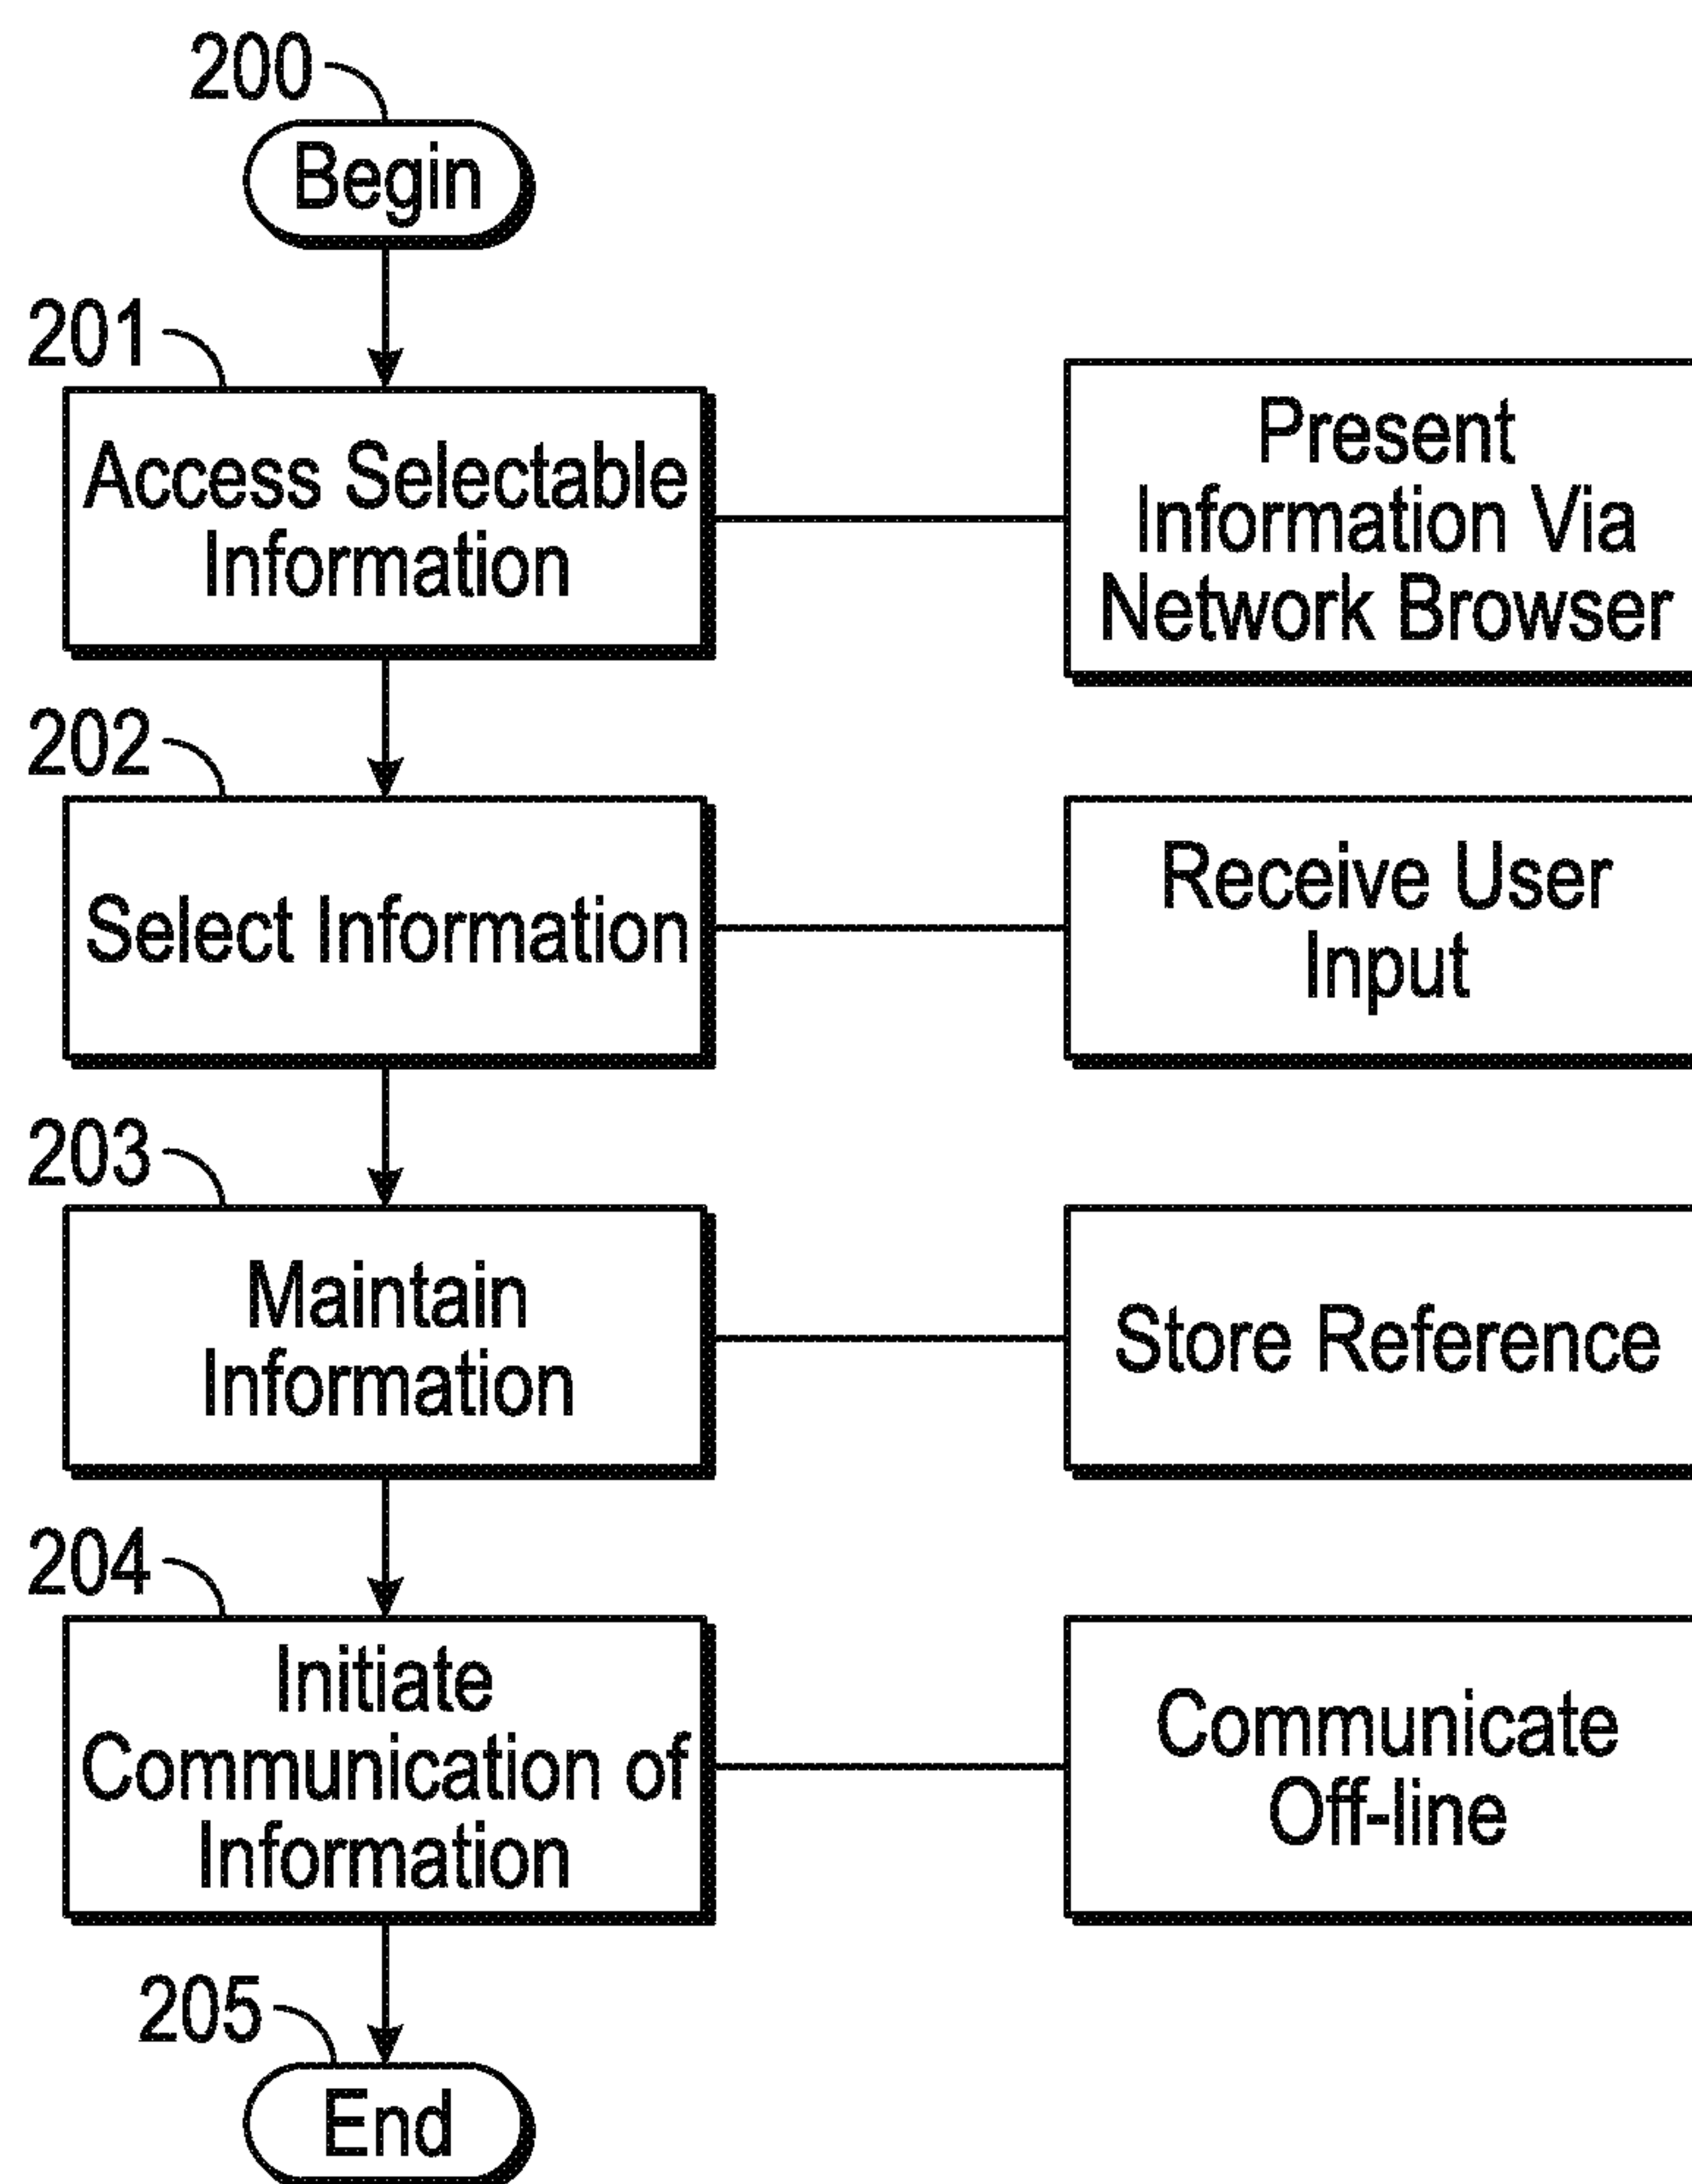 200
Begin
201
Access Selectable
Information
Present
Information Via
Network Browser
202
Select Information
Receive User
Input
203
Maintain
Information
Store Reference
204
Initiate
Communication of
Information
Communicate
Off-line
205
End